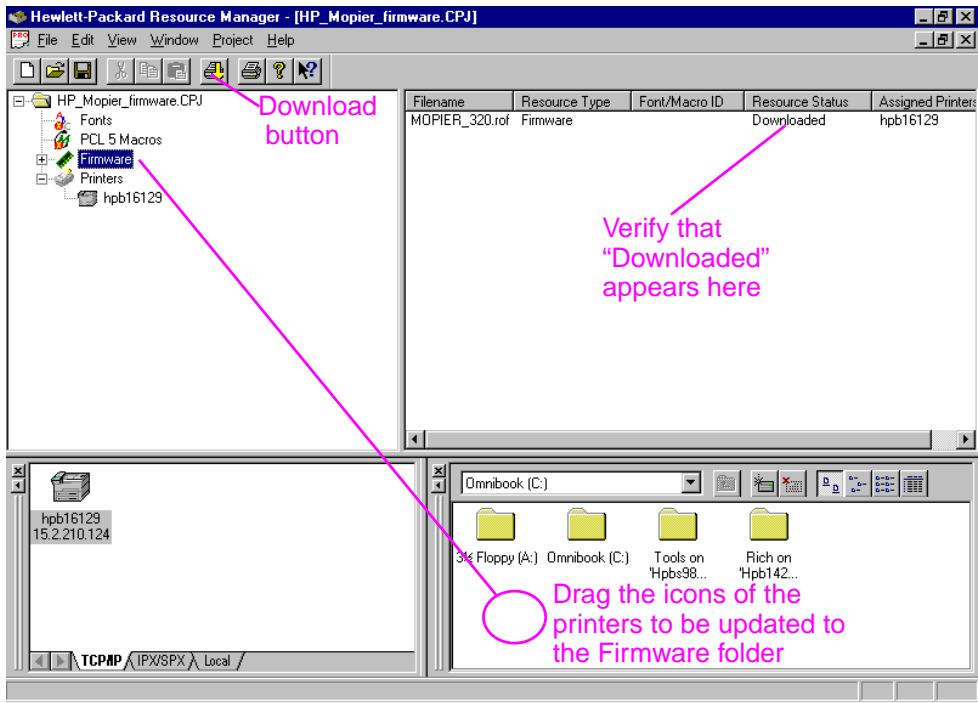 Hewlett-Packard Resource Manager - [HP_Mopier_firmware.CPJ]
File Edit View Window Project Help
HP_Mopier_firmware.CPJ
Fonts
PCL 5 Macros
Firmware
Printers
hpb16129
Download
button
Filename Resource Type Font/Macro ID Resource Status Assigned Printers
MOPIER_320.rof Firmware Downloaded hpb16129
Verify that
“Downloaded”
appears here
hpb16129
15.2.210.124
TCP/IP IPX/SPX Local
Omnibook (C:)
3½ Floppy (A:) Omnibook (C:) Tools on 'Hpbs98... Rich on 'Hpb142...
Drag the icons of the
printers to be updated to
the Firmware folder